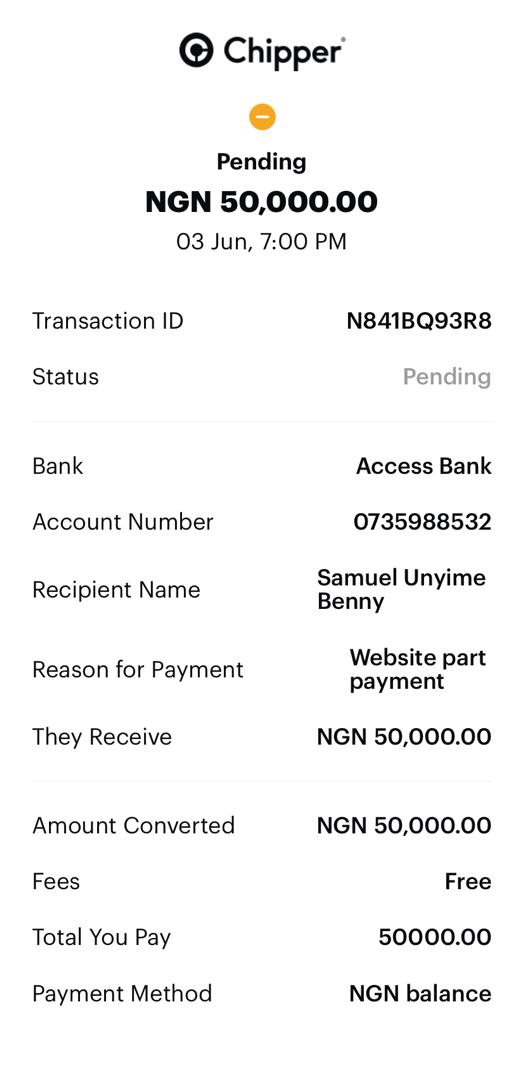 Chipper
Pending
NGN 50,000.00
03 Jun, 7:00 PM
Transaction ID N841BQ93R8
Status Pending
Bank Access Bank
Account Number 0735988532
Recipient Name Samuel Unyime
Benny
Reason for Payment Website part
payment
They Receive NGN 50,000.00
Amount Converted NGN 50,000.00
Fees Free
Total You Pay 50000.00
Payment Method NGN balance